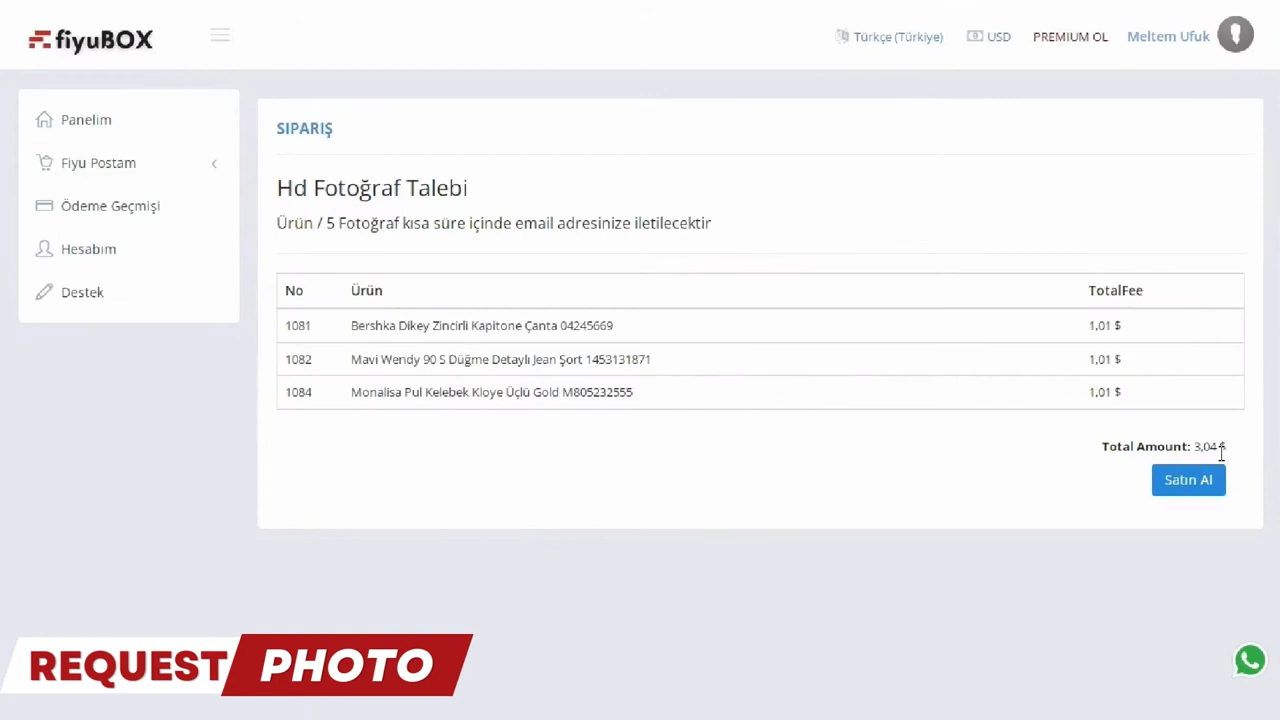 fiyuBOX
Türkçe (Türkiye) USD PREMIUM OL Meltem Ufuk
Panelim
Fiyu Postam
Ödeme Geçmişi
Hesabım
Destek
SIPARIŞ
Hd Fotoğraf Talebi
Ürün / 5 Fotoğraf kısa süre içinde email adresinize iletilecektir
No Ürün TotalFee
1081 Bershka Dikey Zincirli Kapitone Çanta 04245669 1,01 $
1082 Mavi Wendy 90 S Düğme Detaylı Jean Şort 1453131871 1,01 $
1084 Monalisa Pul Kelebek Kloye Üçlü Gold M805232555 1,01 $
Total Amount: 3,04 $
Satın Al
REQUEST PHOTO